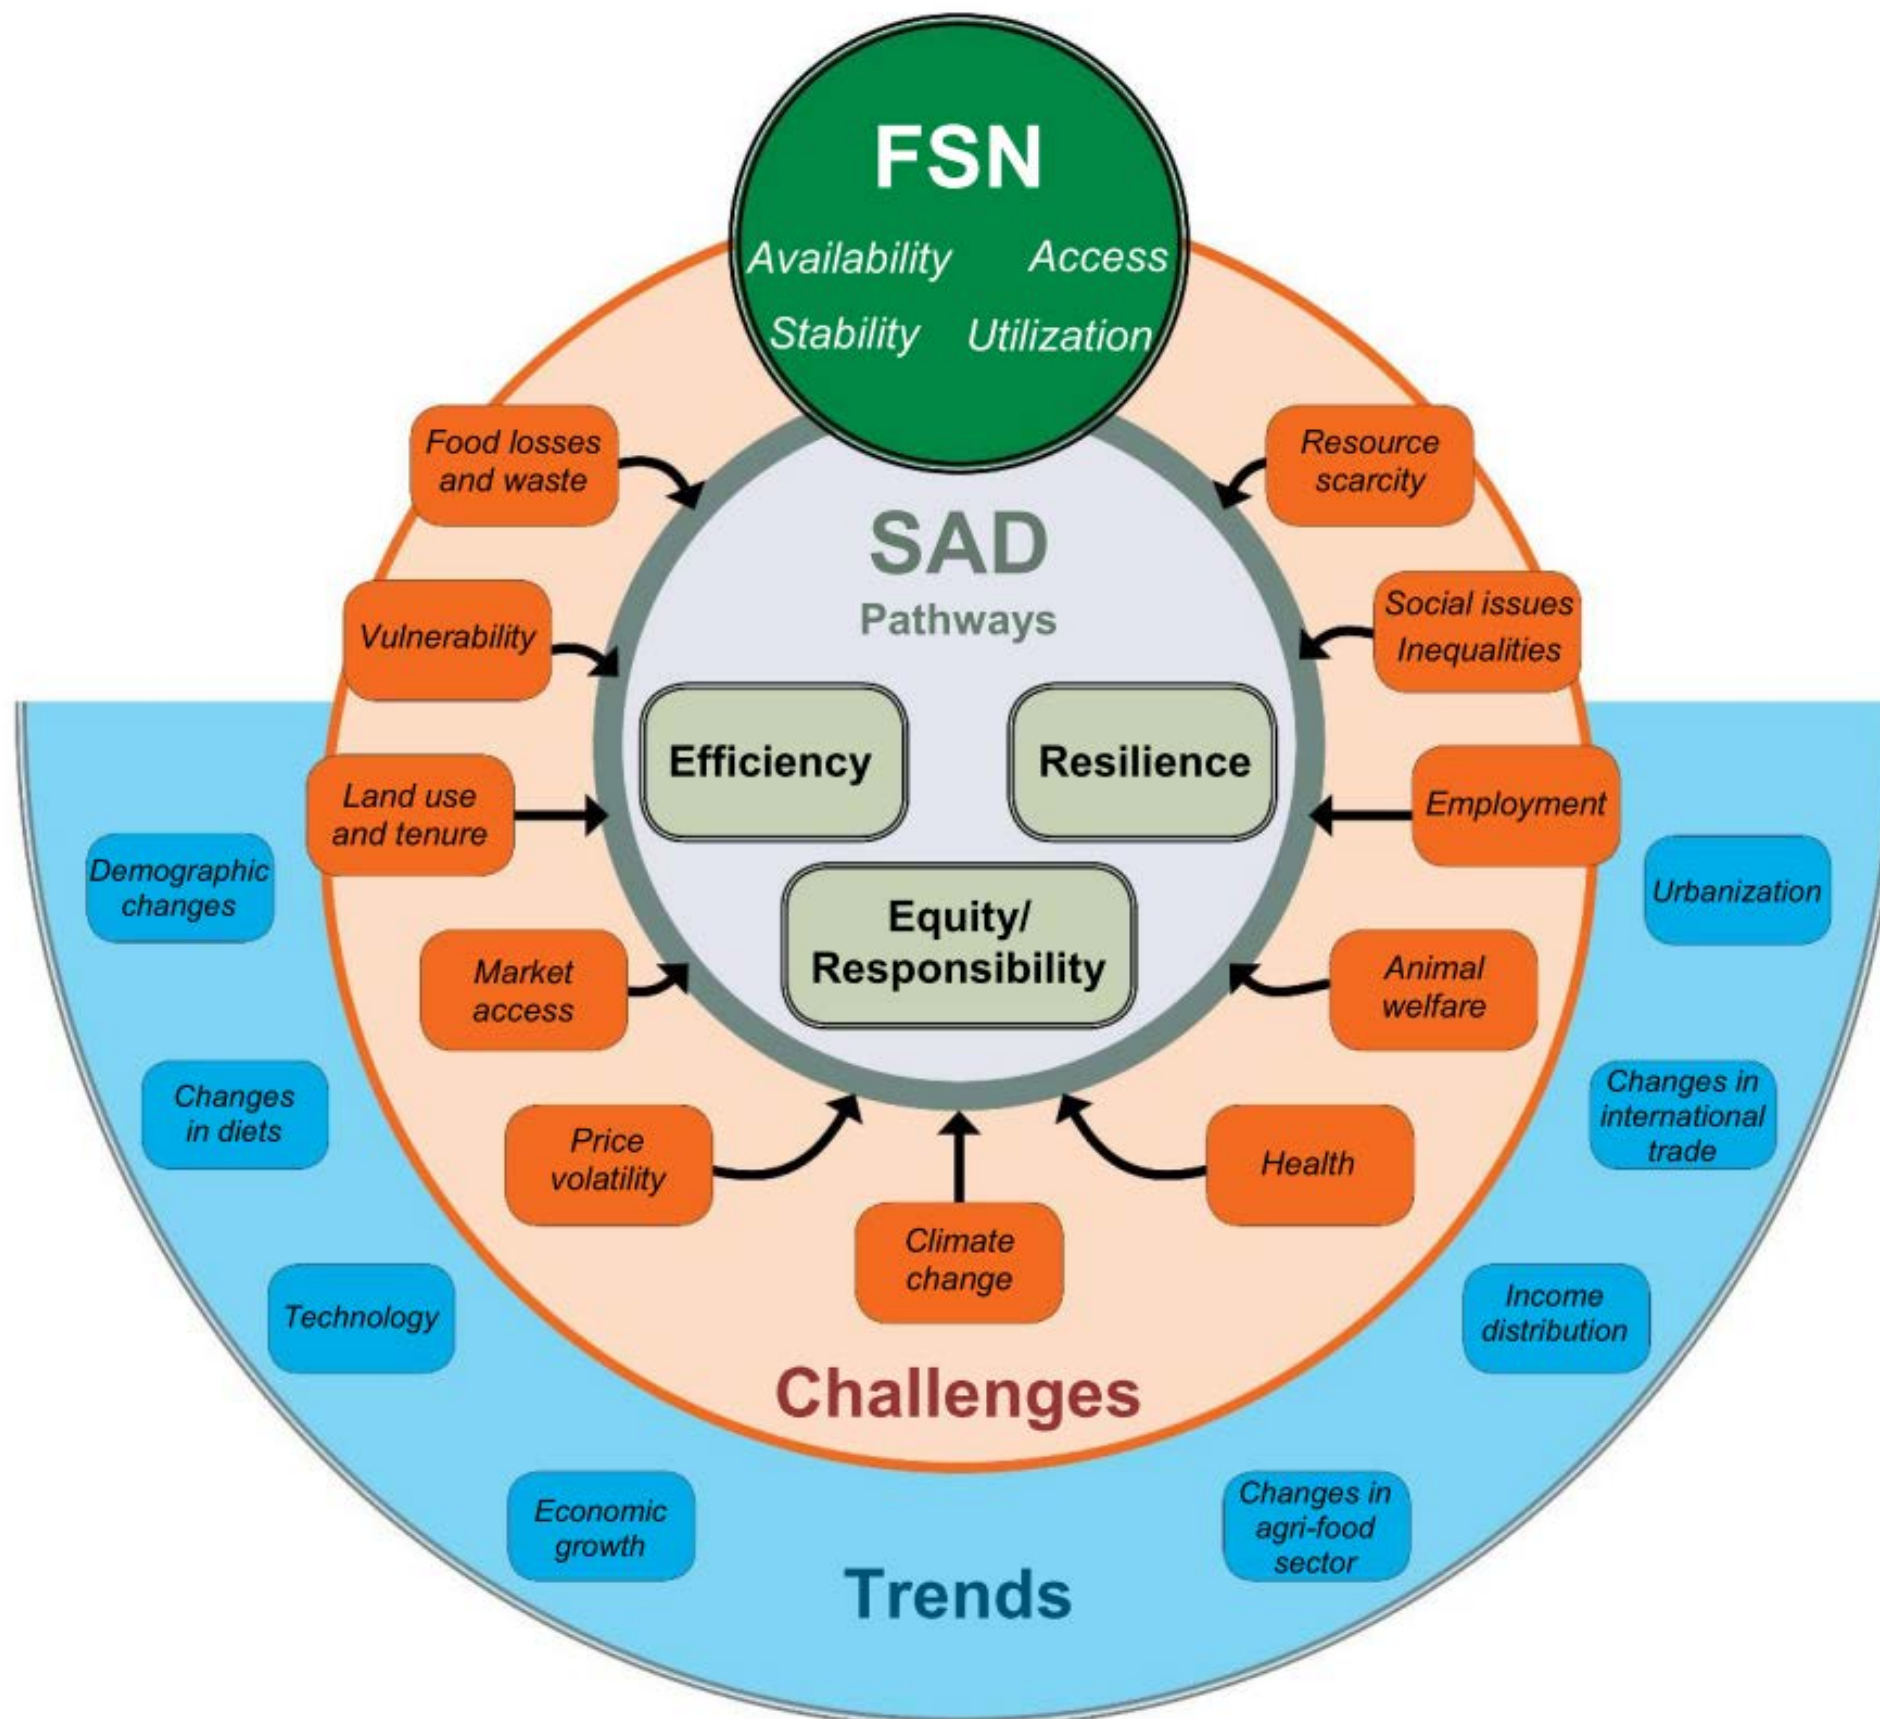 FSN
Availability Access
Stability Utilization
Food losses
and waste
Resource
scarcity
SAD
Pathways
Vulnerability
Social issues
Inequalities
Efficiency
Resilience
Land use
and tenure
Employment
Equity/
Responsibility
Demographic
changes
Urbanization
Market
access
Animal
welfare
Changes
in diets
Changes in
international
trade
Price
volatility
Health
Climate
change
Technology
Income
distribution
Challenges
Economic
growth
Changes in
agri-food
sector
Trends